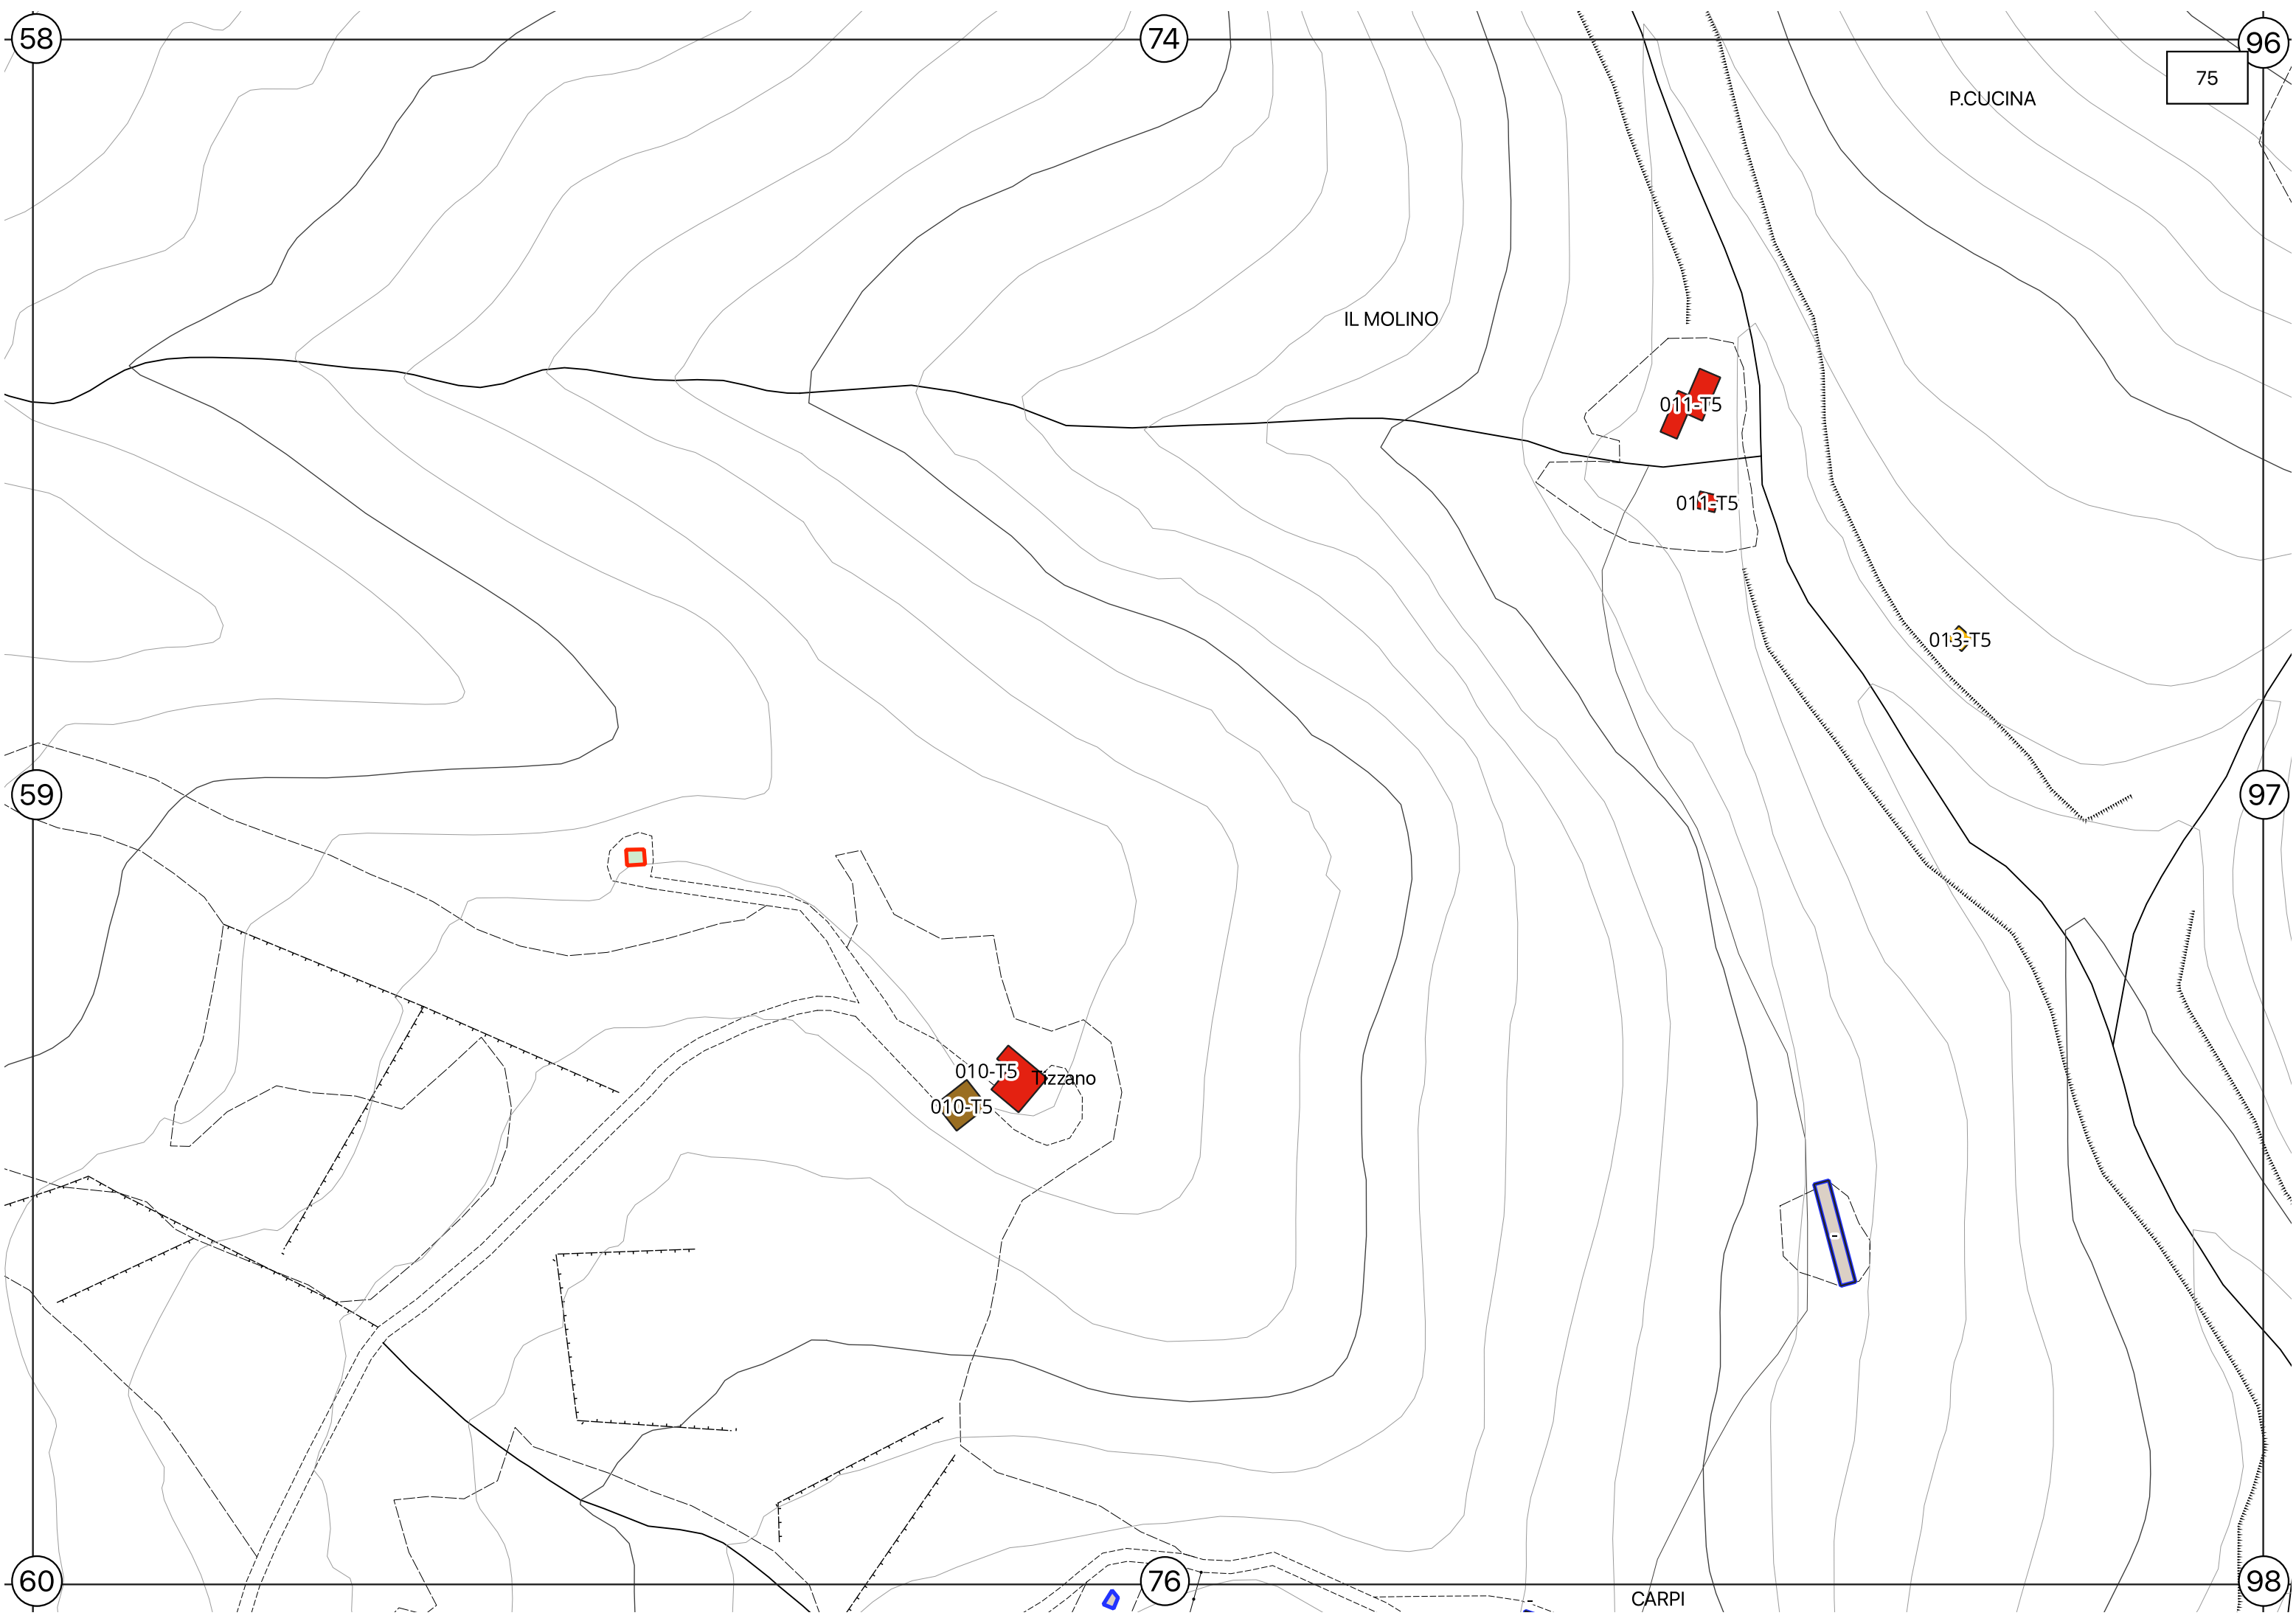 58
74
96
75
P.CUCINA
IL MOLINO
011-T5
011-T5
013-T5
59
97
010-T5
Tizzano
010-T5
-
60
76
98
-
CARPI